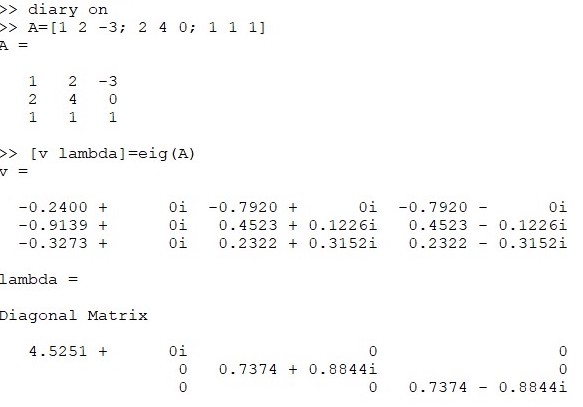 >> diary on
>> A=[1 2 -3; 2 4 0; 1 1 1]
A =
1 2 -3
2 4 0
1 1 1
>> [v lambda]=eig(A)
v =
-0.2400 + 0i -0.7920 + 0i -0.7920 - 0i
-0.9139 + 0i 0.4523 + 0.1226i 0.4523 - 0.1226i
-0.3273 + 0i 0.2322 + 0.3152i 0.2322 - 0.3152i
lambda =
Diagonal Matrix
4.5251 + 0i 0 0
0 0.7374 + 0.8844i 0
0 0 0.7374 - 0.8844i